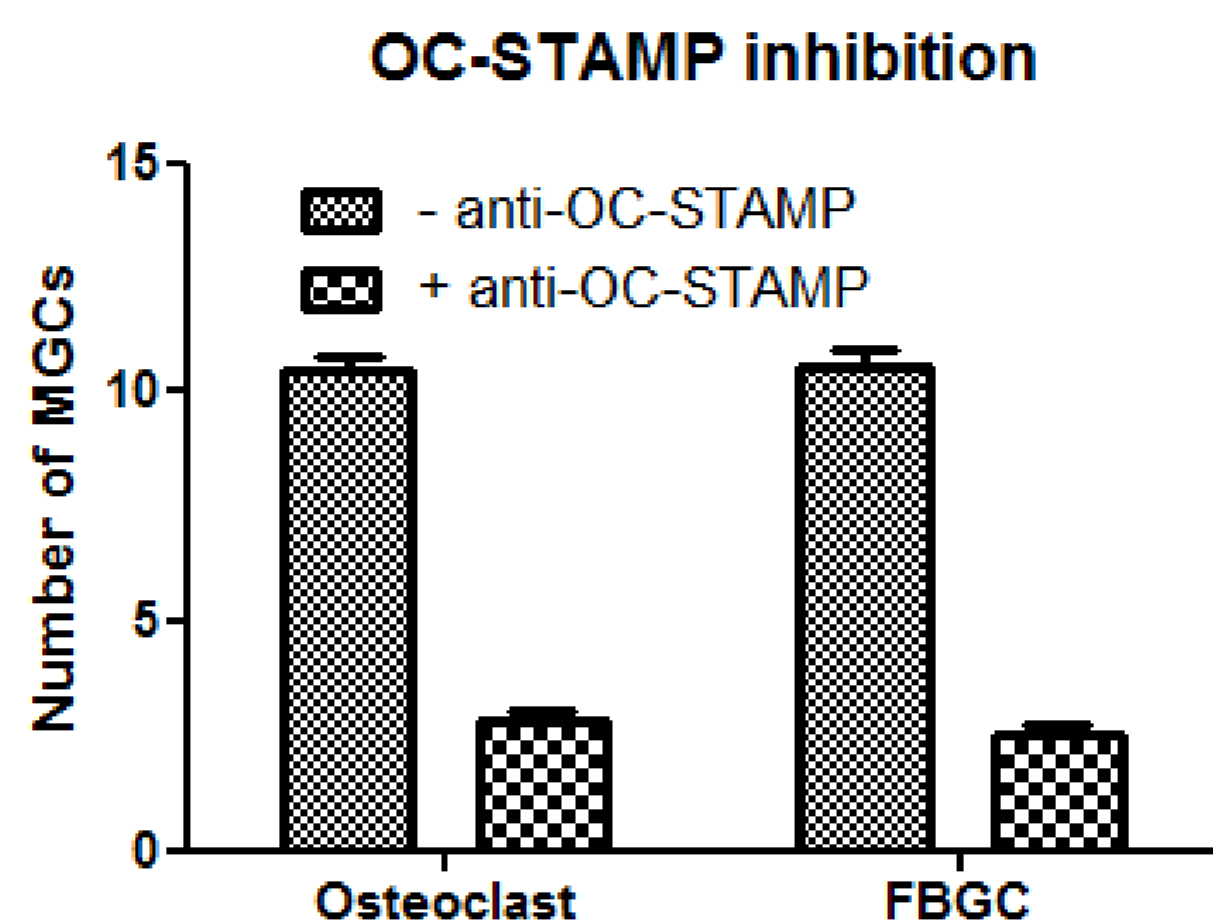 OC-STAMP inhibition
15
- anti-OC-STAMP
+ anti-OC-STAMP
10
5
0
Number of MGCs
Osteoclast
FBGC